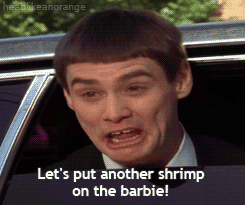 Let's put another shrimp
on the barbie!